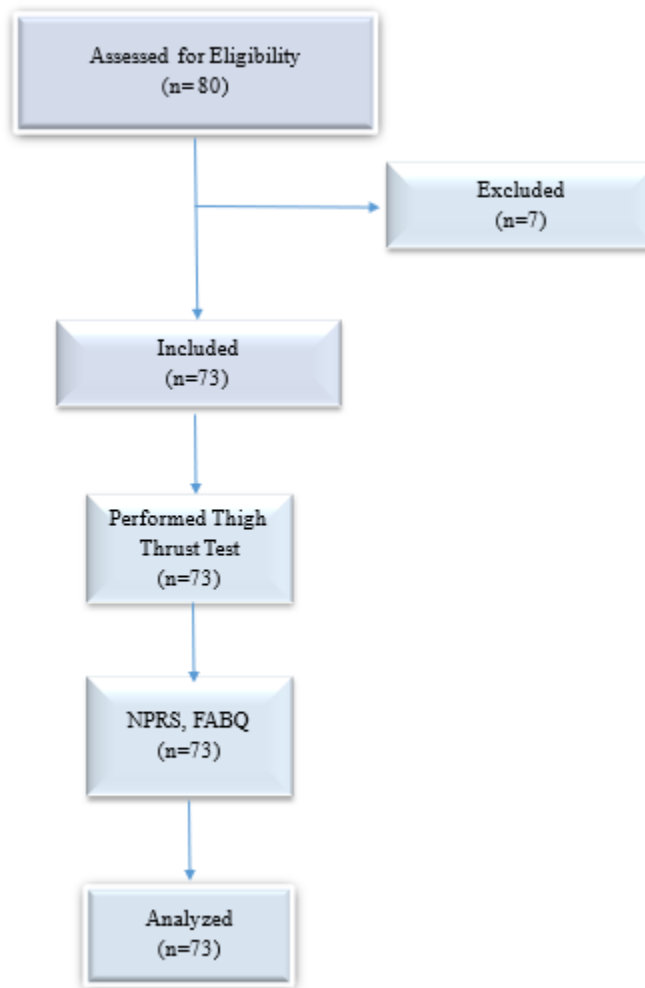 Assessed for Eligibility
(n= 80)
Excluded
(n=7)
Included
(n=73)
Performed Thigh
Thrust Test
(n=73)
NPRS, FABQ
(n=73)
Analyzed
(n=73)